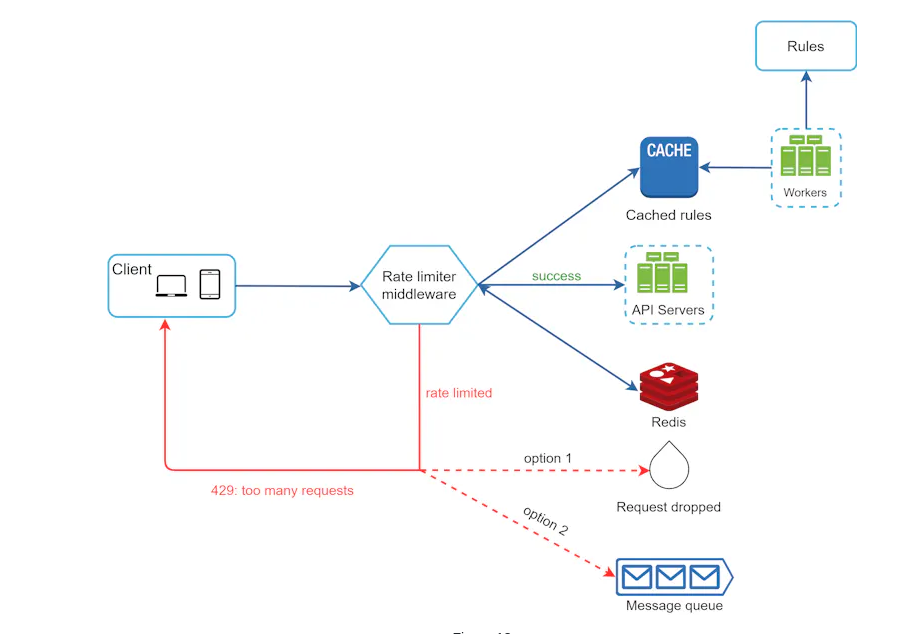 Rules
CACHE
Workers
Cached rules
Client
Rate limiter
middleware
success
API Servers
rate limited
Redis
option 1
429: too many requests
Request dropped
option 2
Message queue